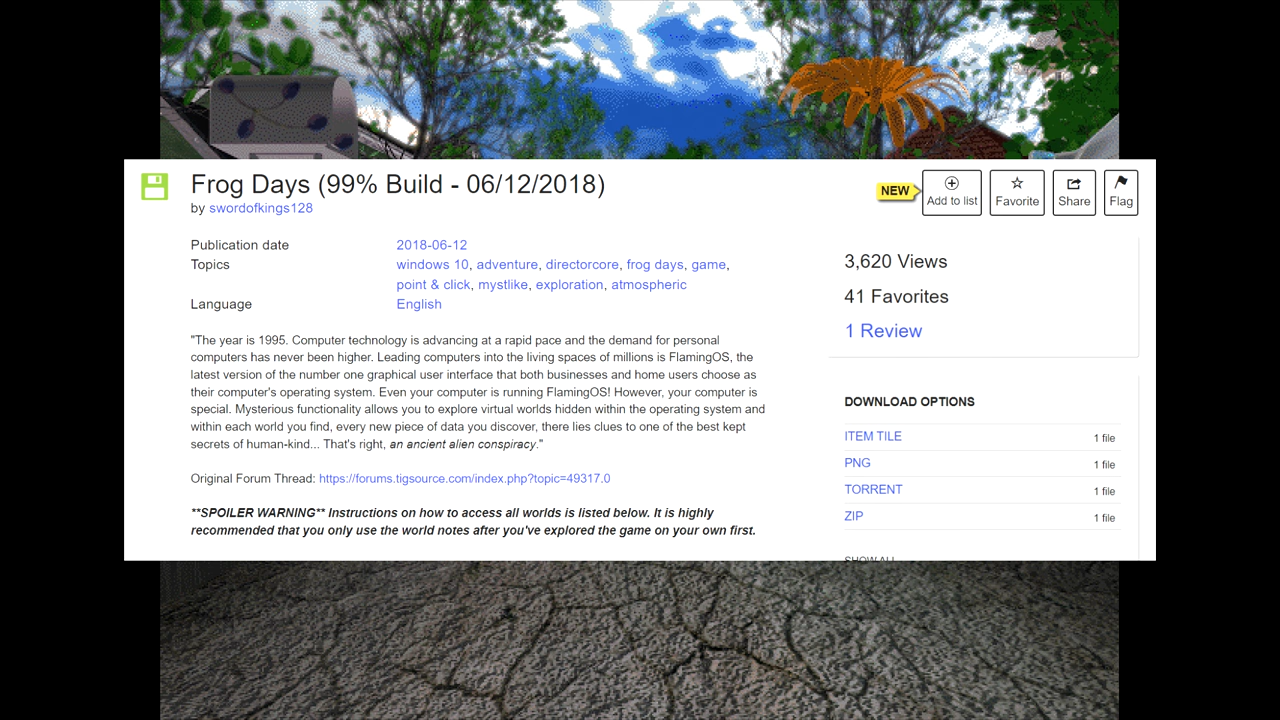 Frog Days (99% Build - 06/12/2018)
by swordofkings128
NEW
Add to list
Favorite
Share
Flag
Publication date 2018-06-12
Topics windows 10, adventure, directorcore, frog days, game,
point & click, mystlike, exploration, atmospheric
Language English
"The year is 1995. Computer technology is advancing at a rapid pace and the demand for personal
computers has never been higher. Leading computers into the living spaces of millions is FlamingOS, the
latest version of the number one graphical user interface that both businesses and home users choose as
their computer's operating system. Even your computer is running FlamingOS! However, your computer is
special. Mysterious functionality allows you to explore virtual worlds hidden within the operating system and
within each world you find, every new piece of data you discover, there lies clues to one of the best kept
secrets of human-kind... That's right, an ancient alien conspiracy."
Original Forum Thread: https://forums.tigsource.com/index.php?topic=49317.0
**SPOILER WARNING** Instructions on how to access all worlds is listed below. It is highly
recommended that you only use the world notes after you've explored the game on your own first.
3,620 Views
41 Favorites
1 Review
DOWNLOAD OPTIONS
ITEM TILE 1 file
PNG 1 file
TORRENT 1 file
ZIP 1 file
SHOW ALL